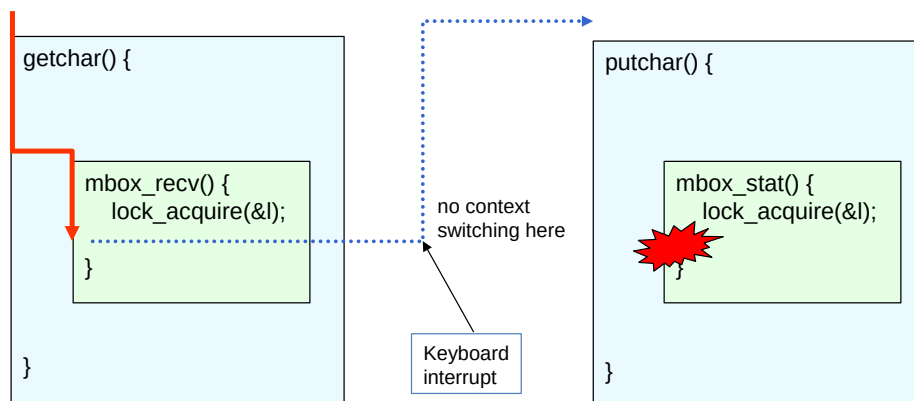 getchar() {
mbox_recv() {
lock_acquire(&l);
}
}
no context
switching here
Keyboard
interrupt
putchar() {
mbox_stat() {
lock_acquire(&l);
}
}